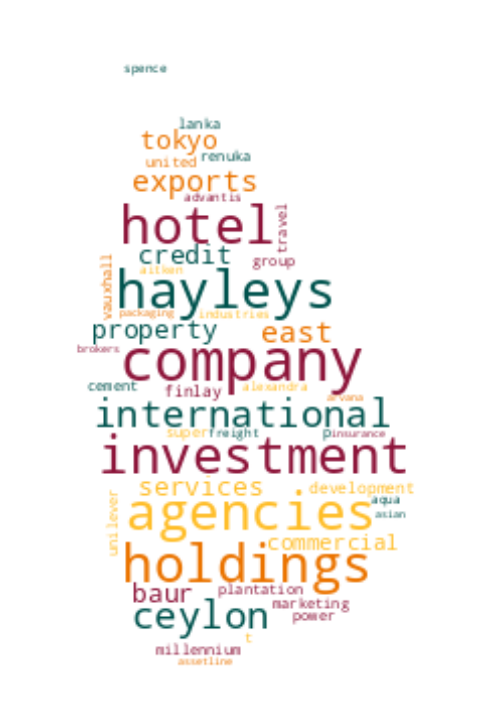 spence
lanka
tokyo
united renuka
exports
advantis
hotel travel
credit group
aitken
vauxhall hayleys
packaging industries
property east
brokers company
cement finlay alexandra
arvana
international
super freight p insurance
investment
services development
unilever agencies aqua
asian
commercial
holdings
baur plantation
ceylon marketing
power
t
millennium
assetline